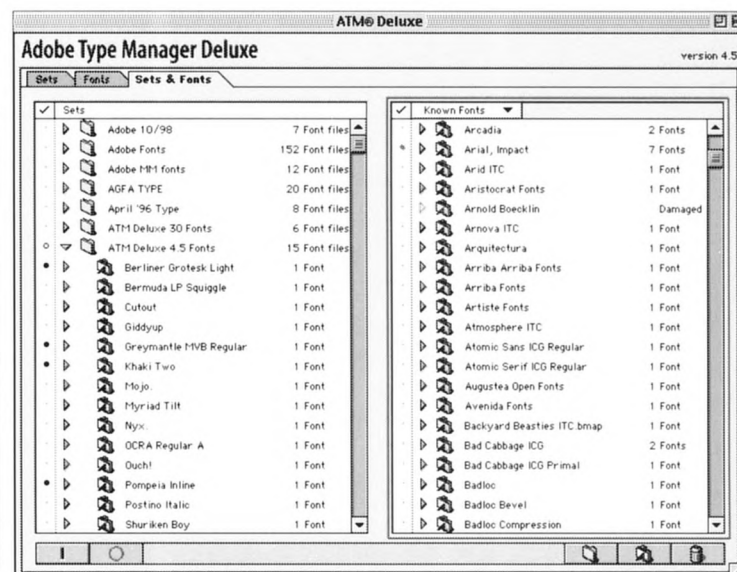 ATM® Deluxe
Adobe Type Manager Deluxe
version 4.5
Sets Fonts Sets & Fonts
✓ Sets
Adobe 10/98 7 Font files
Adobe Fonts 152 Font files
Adobe MM fonts 12 Font files
AGFA TYPE 20 Font files
April '96 Type 8 Font files
ATM Deluxe 30 Fonts 6 Font files
ATM Deluxe 4.5 Fonts 15 Font files
Berliner Grotesk Light 1 Font
Bermuda LP Squiggle 1 Font
Cutout 1 Font
Giddyup 1 Font
Greymantle MVB Regular 1 Font
Khaki Two 1 Font
Mojo. 1 Font
Myriad Tilt 1 Font
Nyx. 1 Font
OCRA Regular A 1 Font
Ouch! 1 Font
Pompeia Inline 1 Font
Postino Italic 1 Font
Shuriken Boy 1 Font
✓ Known Fonts
Arcadia 2 Fonts
Arial, Impact 7 Fonts
Arid ITC 1 Font
Aristocrat Fonts 1 Font
Arnold Boecklin Damaged
Arnova ITC 1 Font
Arquitectura 1 Font
Arriba Arriba Fonts 1 Font
Arriba Fonts 1 Font
Artiste Fonts 1 Font
Atmosphere ITC 1 Font
Atomic Sans ICG Regular 1 Font
Atomic Serif ICG Regular 1 Font
Augustea Open Fonts 1 Font
Avenida Fonts 1 Font
Backyard Beasties ITC.bmap 1 Font
Bad Cabbage ICG 2 Fonts
Bad Cabbage ICG Primal 1 Font
Badloc 1 Font
Badloc Bevel 1 Font
Badloc Compression 1 Font